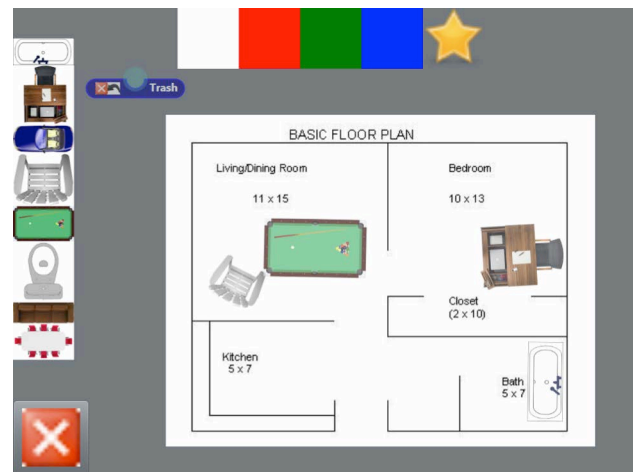 Trash
BASIC FLOOR PLAN
Living/Dining Room
11 x 15
Bedroom
10 x 13
Closet
(2 x 10)
Kitchen
5 x 7
Bath
5 x 7